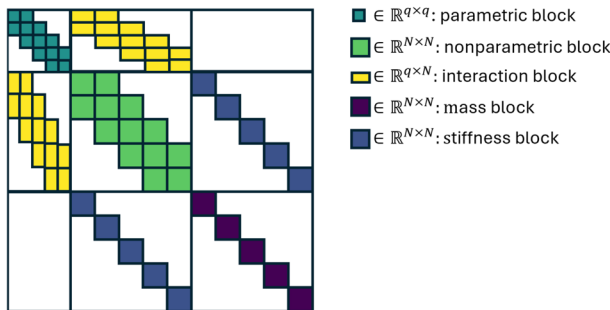 ∈ ℝ^{q×q}: parametric block
∈ ℝ^{N×N}: nonparametric block
∈ ℝ^{q×N}: interaction block
∈ ℝ^{N×N}: mass block
∈ ℝ^{N×N}: stiffness block